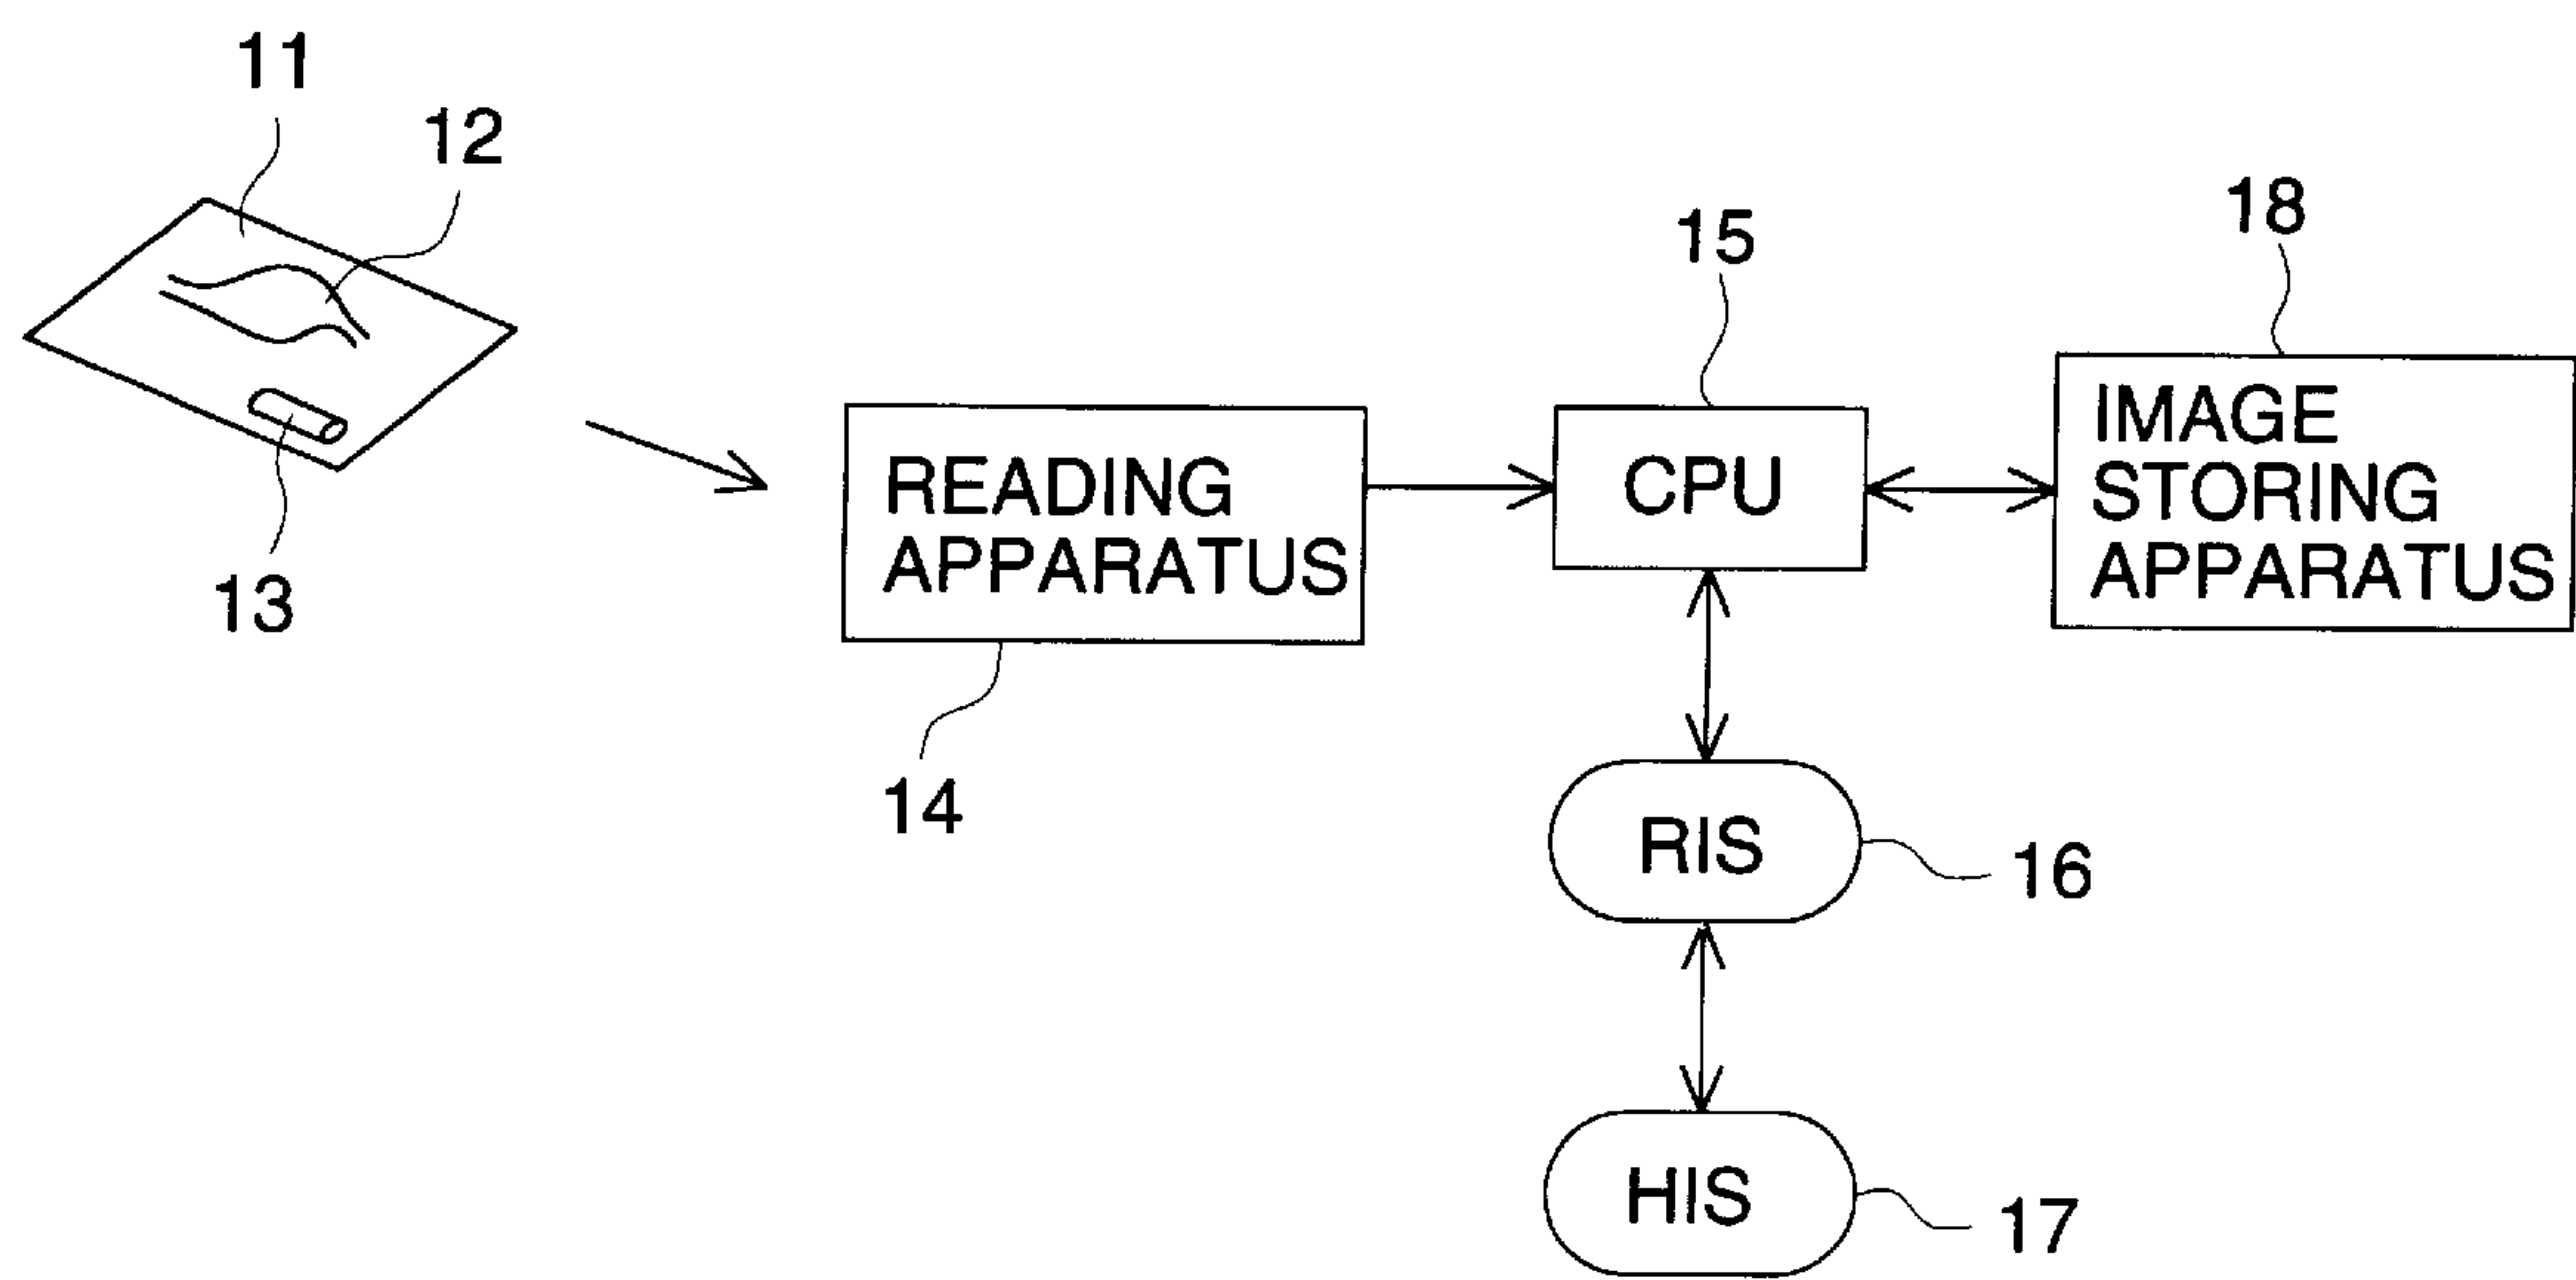 11
12
13
READING
APPARATUS
14
15
CPU
18
IMAGE
STORING
APPARATUS
RIS
16
HIS
17